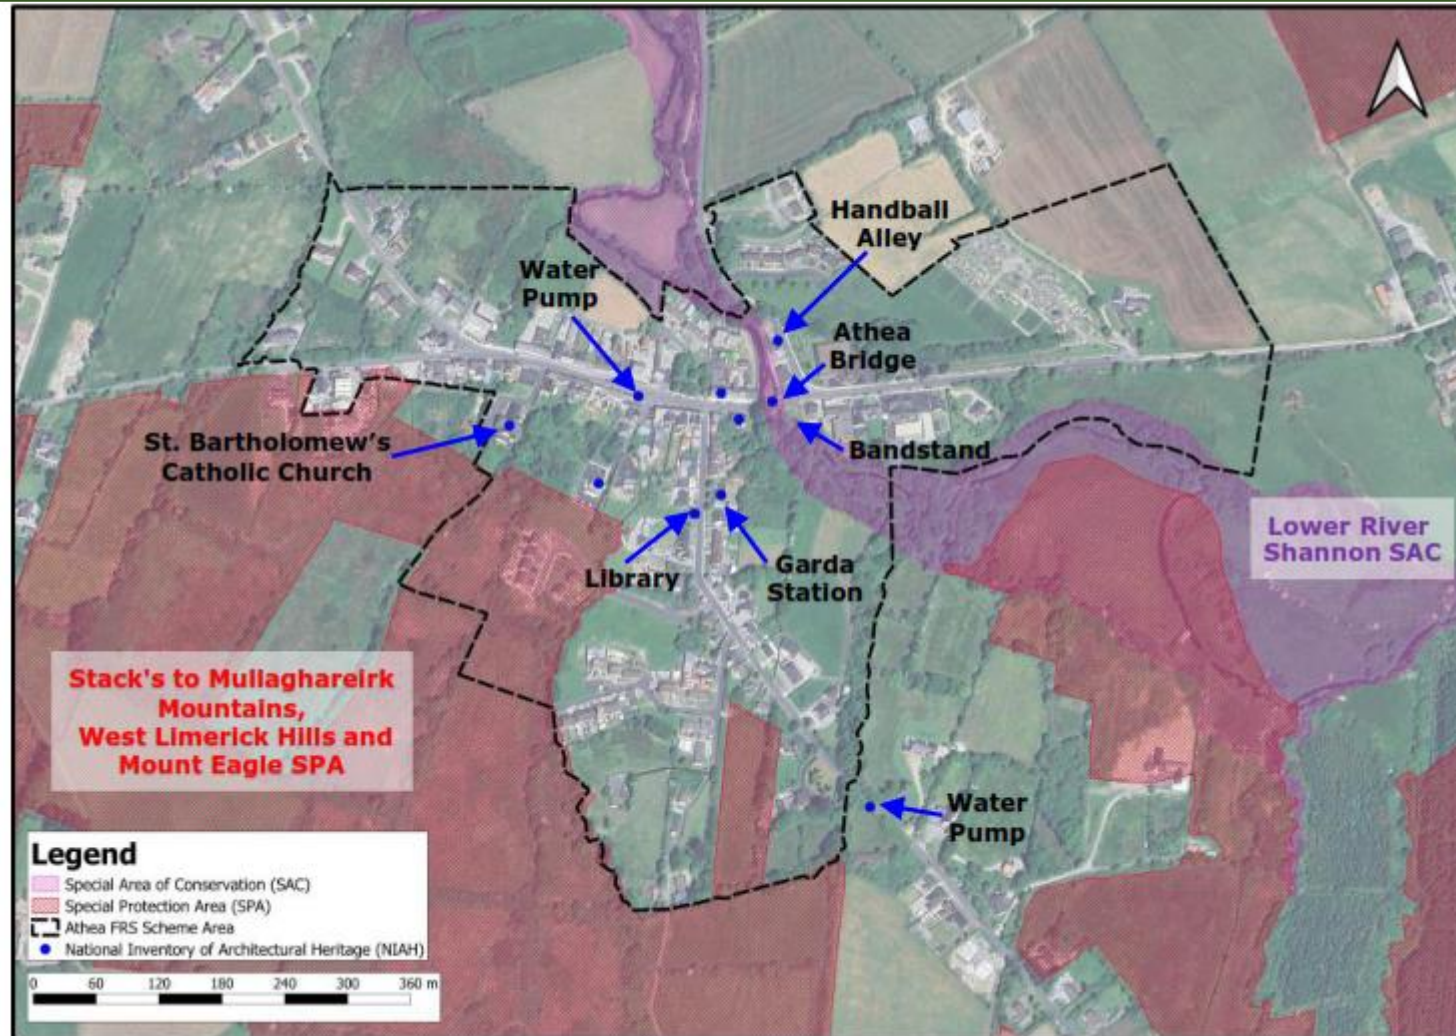 Handball
Alley
Water
Pump
Athea
Bridge
St. Bartholomew's
Catholic Church
Bandstand
Lower River
Shannon SAC
Library
Garda
Station
Stack's to Mullaghareirk
Mountains,
West Limerick Hills and
Mount Eagle SPA
Water
Pump
Legend
Special Area of Conservation (SAC)
Special Protection Area (SPA)
Athea FRS Scheme Area
National Inventory of Architectural Heritage (NIAH)
0 60 120 180 240 300 360 m